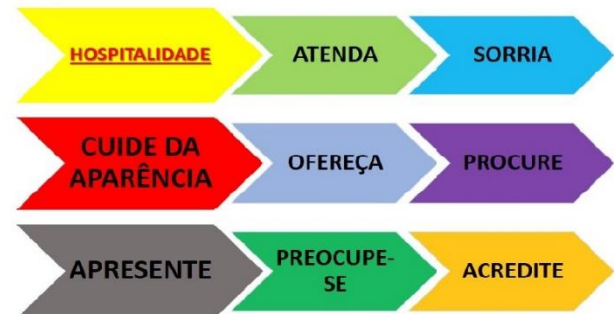 HOSPITALIDADE
ATENDA
SORRIA
CUIDE DA
APARÊNCIA
OFEREÇA
PROCURE
APRESENTE
PREOCUPE-
SE
ACREDITE